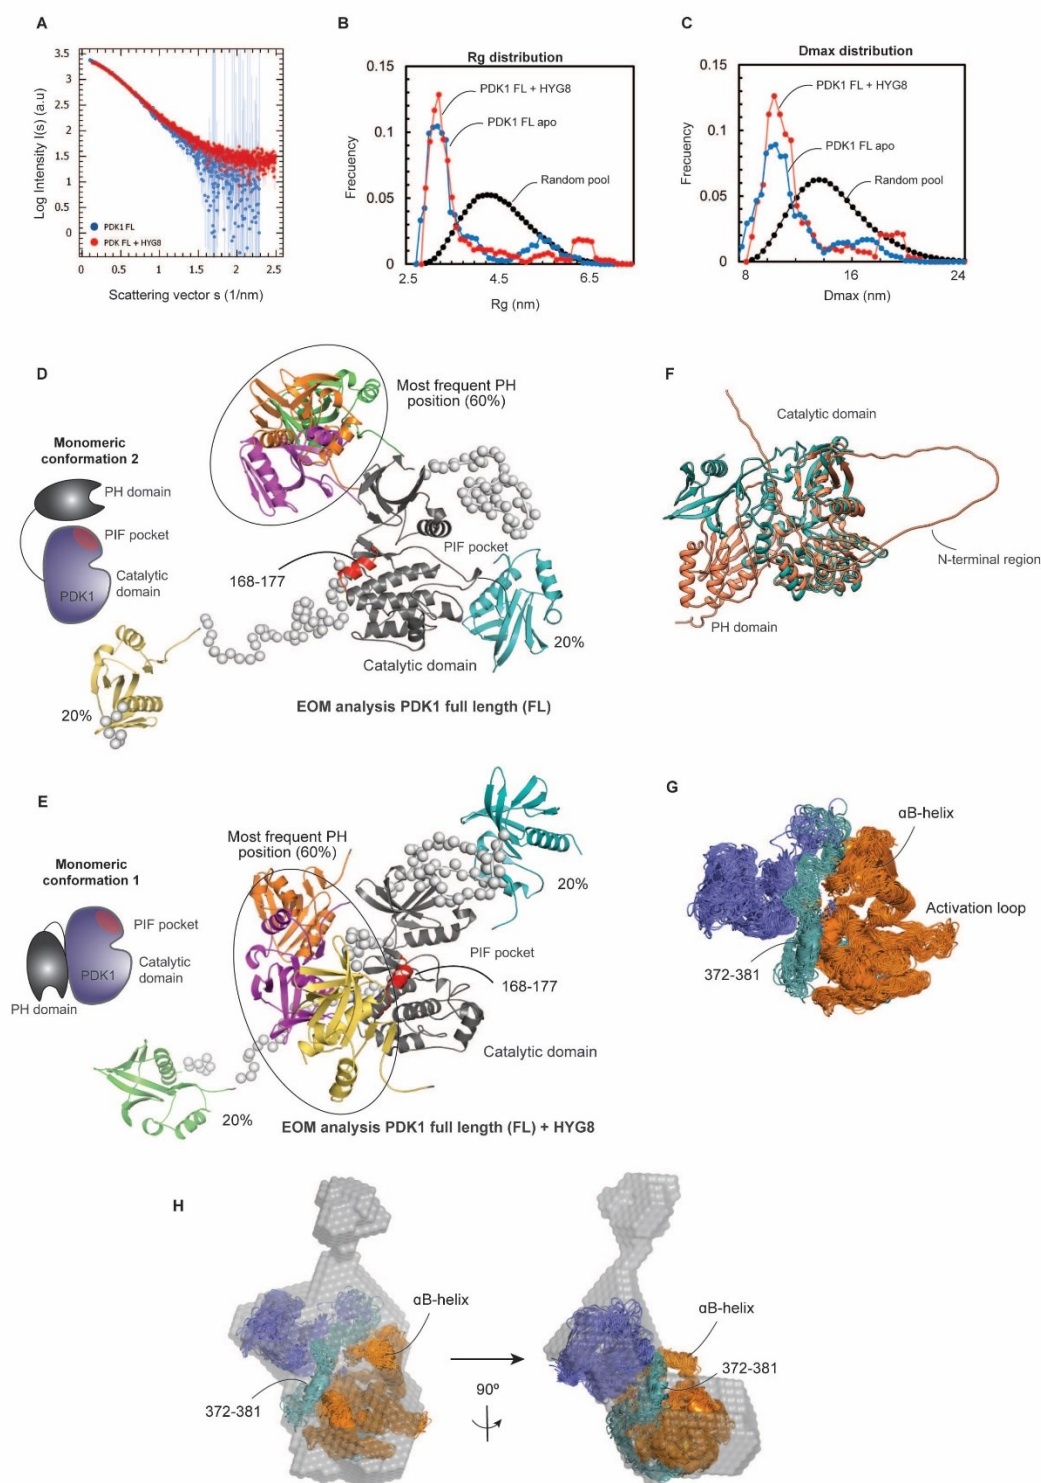 A
Log Intensity I(s) (a.u)
3.5
3
2.5
2
1.5
1
0.5
0
PDK1 FL
PDK FL + HYG8
0 0.5 1 1.5 2 2.5
Scattering vector s (1/nm)
B
Rg distribution
Frecuency
0.15
0.1
0.05
0
PDK1 FL + HYG8
PDK1 FL apo
Random pool
2.5 4.5 6.5
Rg (nm)
C
Dmax distribution
Frecuency
0.15
0.1
0.05
0
PDK1 FL + HYG8
PDK1 FL apo
Random pool
8 16 24
Dmax (nm)
D
Monomeric
conformation 2
PH domain
PIF pocket
Catalytic
domain
PDK1
Most frequent PH
position (60%)
PIF pocket
168-177
Catalytic domain
20%
20%
EOM analysis PDK1 full length (FL)
F
Catalytic domain
N-terminal region
PH domain
E
Monomeric
conformation 1
PIF pocket
Catalytic
domain
PDK1
PH domain
Most frequent PH
position (60%)
20%
PIF pocket
168-177
Catalytic domain
20%
EOM analysis PDK1 full length (FL) + HYG8
G
αB-helix
Activation loop
372-381
H
αB-helix
372-381
90º
αB-helix
372-381